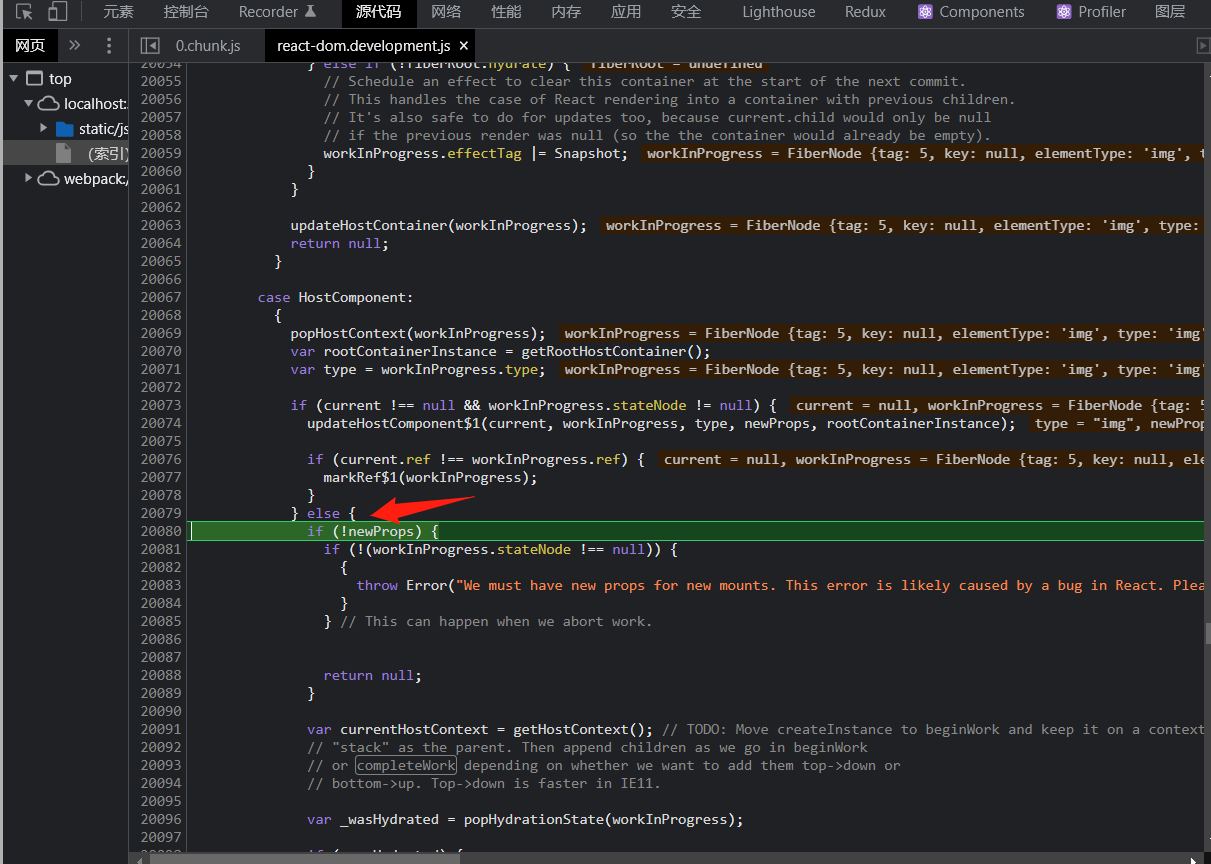 元素 控制台 Recorder 源代码 网络 性能 内存 应用 安全 Lighthouse Redux Components Profiler 图层
网页 » 0.chunk.js react-dom.development.js ×
top
localhost:
static/js
(索引)
webpack:/
20054 } else if (!fiberRoot.hydrate) { fiberRoot = undefined
20055 // Schedule an effect to clear this container at the start of the next commit.
20056 // This handles the case of React rendering into a container with previous children.
20057 // It's also safe to do for updates too, because current.child would only be null
20058 // if the previous render was null (so the the container would already be empty).
20059 workInProgress.effectTag |= Snapshot; workInProgress = FiberNode {tag: 5, key: null, elementType: 'img', t
20060 }
20061 }
20062
20063 updateHostContainer(workInProgress); workInProgress = FiberNode {tag: 5, key: null, elementType: 'img', type:
20064 return null;
20065 }
20066
20067 case HostComponent:
20068 {
20069 popHostContext(workInProgress); workInProgress = FiberNode {tag: 5, key: null, elementType: 'img', type: 'img'
20070 var rootContainerInstance = getRootHostContainer();
20071 var type = workInProgress.type; workInProgress = FiberNode {tag: 5, key: null, elementType: 'img', type: 'img'
20072
20073 if (current !== null && workInProgress.stateNode != null) { current = null, workInProgress = FiberNode {tag: 5
20074 updateHostComponent$1(current, workInProgress, type, newProps, rootContainerInstance); type = "img", newProp
20075
20076 if (current.ref !== workInProgress.ref) { current = null, workInProgress = FiberNode {tag: 5, key: null, ele
20077 markRef$1(workInProgress);
20078 }
20079 } else {
20080 if (!newProps) {
20081 if (!(workInProgress.stateNode !== null)) {
20082 {
20083 throw Error("We must have new props for new mounts. This error is likely caused by a bug in React. Plea
20084 }
20085 } // This can happen when we abort work.
20086
20087
20088 return null;
20089 }
20090
20091 var currentHostContext = getHostContext(); // TODO: Move createInstance to beginWork and keep it on a context
20092 // "stack" as the parent. Then append children as we go in beginWork
20093 // or completeWork depending on whether we want to add them top->down or
20094 // bottom->up. Top->down is faster in IE11.
20095
20096 var _wasHydrated = popHydrationState(workInProgress);
20097